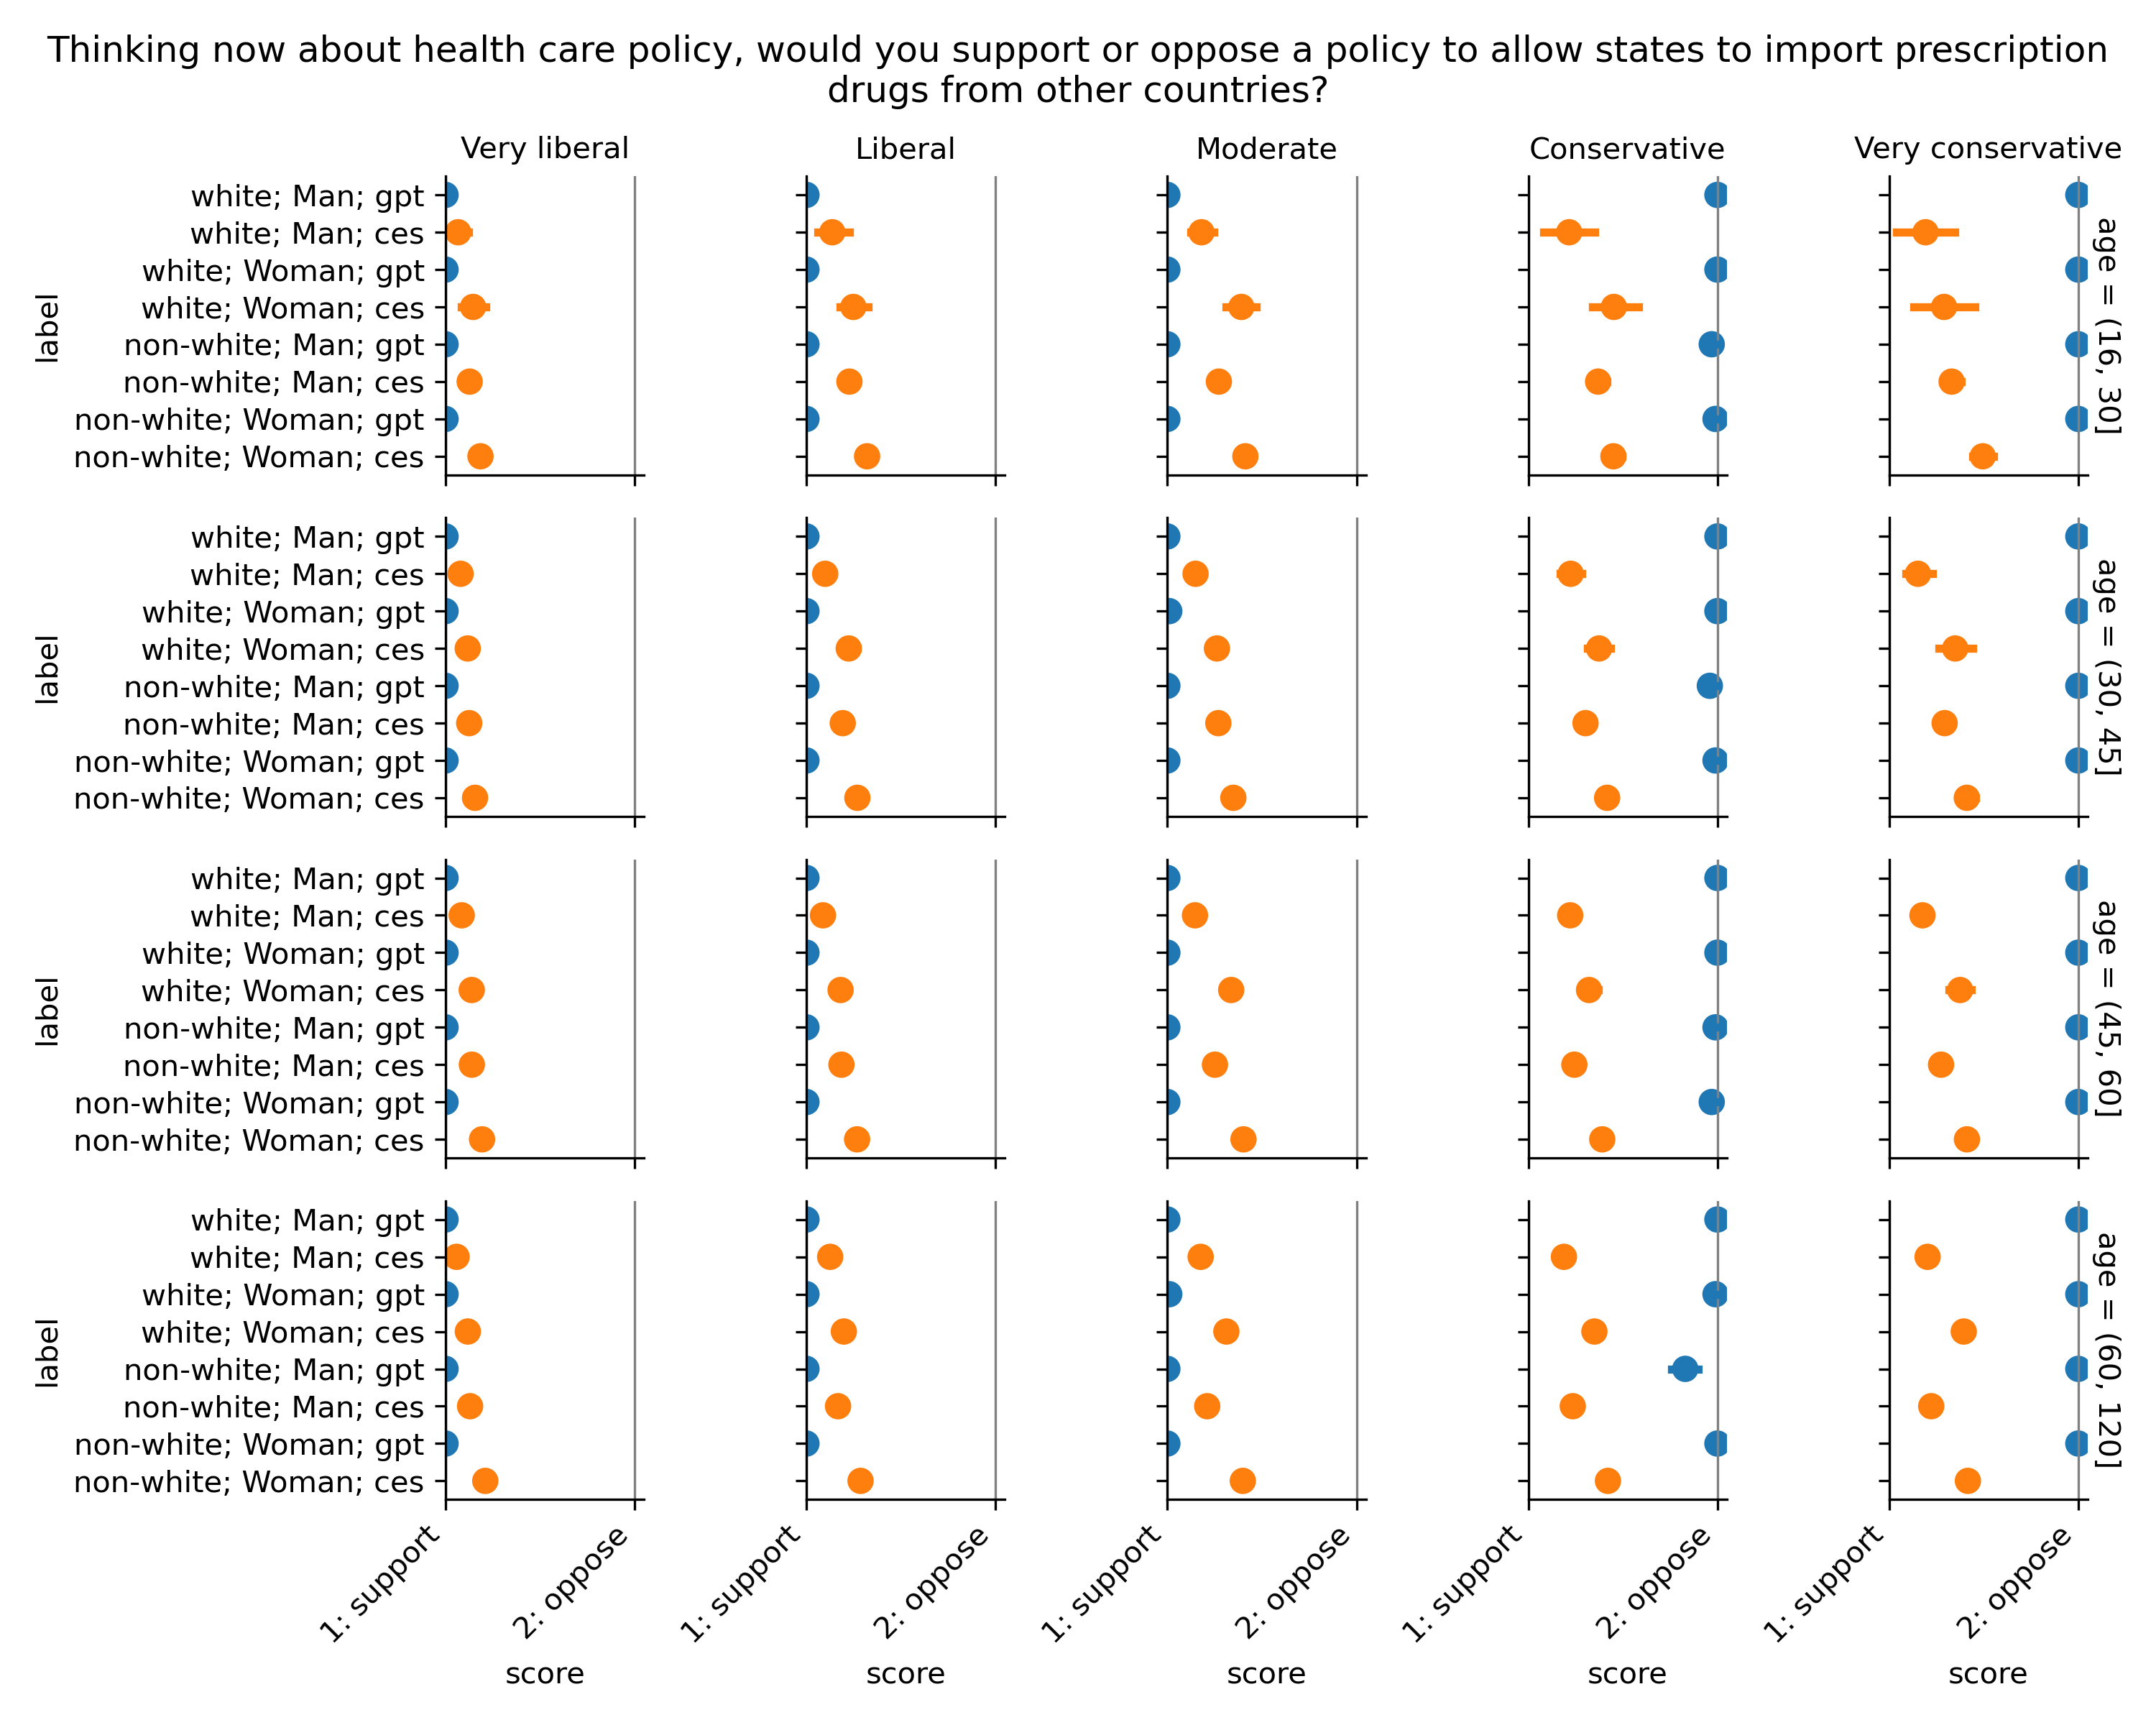 Thinking now about health care policy, would you support or oppose a policy to allow states to import prescription
drugs from other countries?
Very liberal
Liberal
Moderate
Conservative
Very conservative
label
white; Man; gpt
white; Man; ces
white; Woman; gpt
white; Woman; ces
non-white; Man; gpt
non-white; Man; ces
non-white; Woman; gpt
non-white; Woman; ces
age = (16, 30]
label
white; Man; gpt
white; Man; ces
white; Woman; gpt
white; Woman; ces
non-white; Man; gpt
non-white; Man; ces
non-white; Woman; gpt
non-white; Woman; ces
age = (30, 45]
label
white; Man; gpt
white; Man; ces
white; Woman; gpt
white; Woman; ces
non-white; Man; gpt
non-white; Man; ces
non-white; Woman; gpt
non-white; Woman; ces
age = (45, 60]
label
white; Man; gpt
white; Man; ces
white; Woman; gpt
white; Woman; ces
non-white; Man; gpt
non-white; Man; ces
non-white; Woman; gpt
non-white; Woman; ces
age = (60, 120]
1: support
2: oppose
1: support
2: oppose
1: support
2: oppose
1: support
2: oppose
1: support
2: oppose
score
score
score
score
score